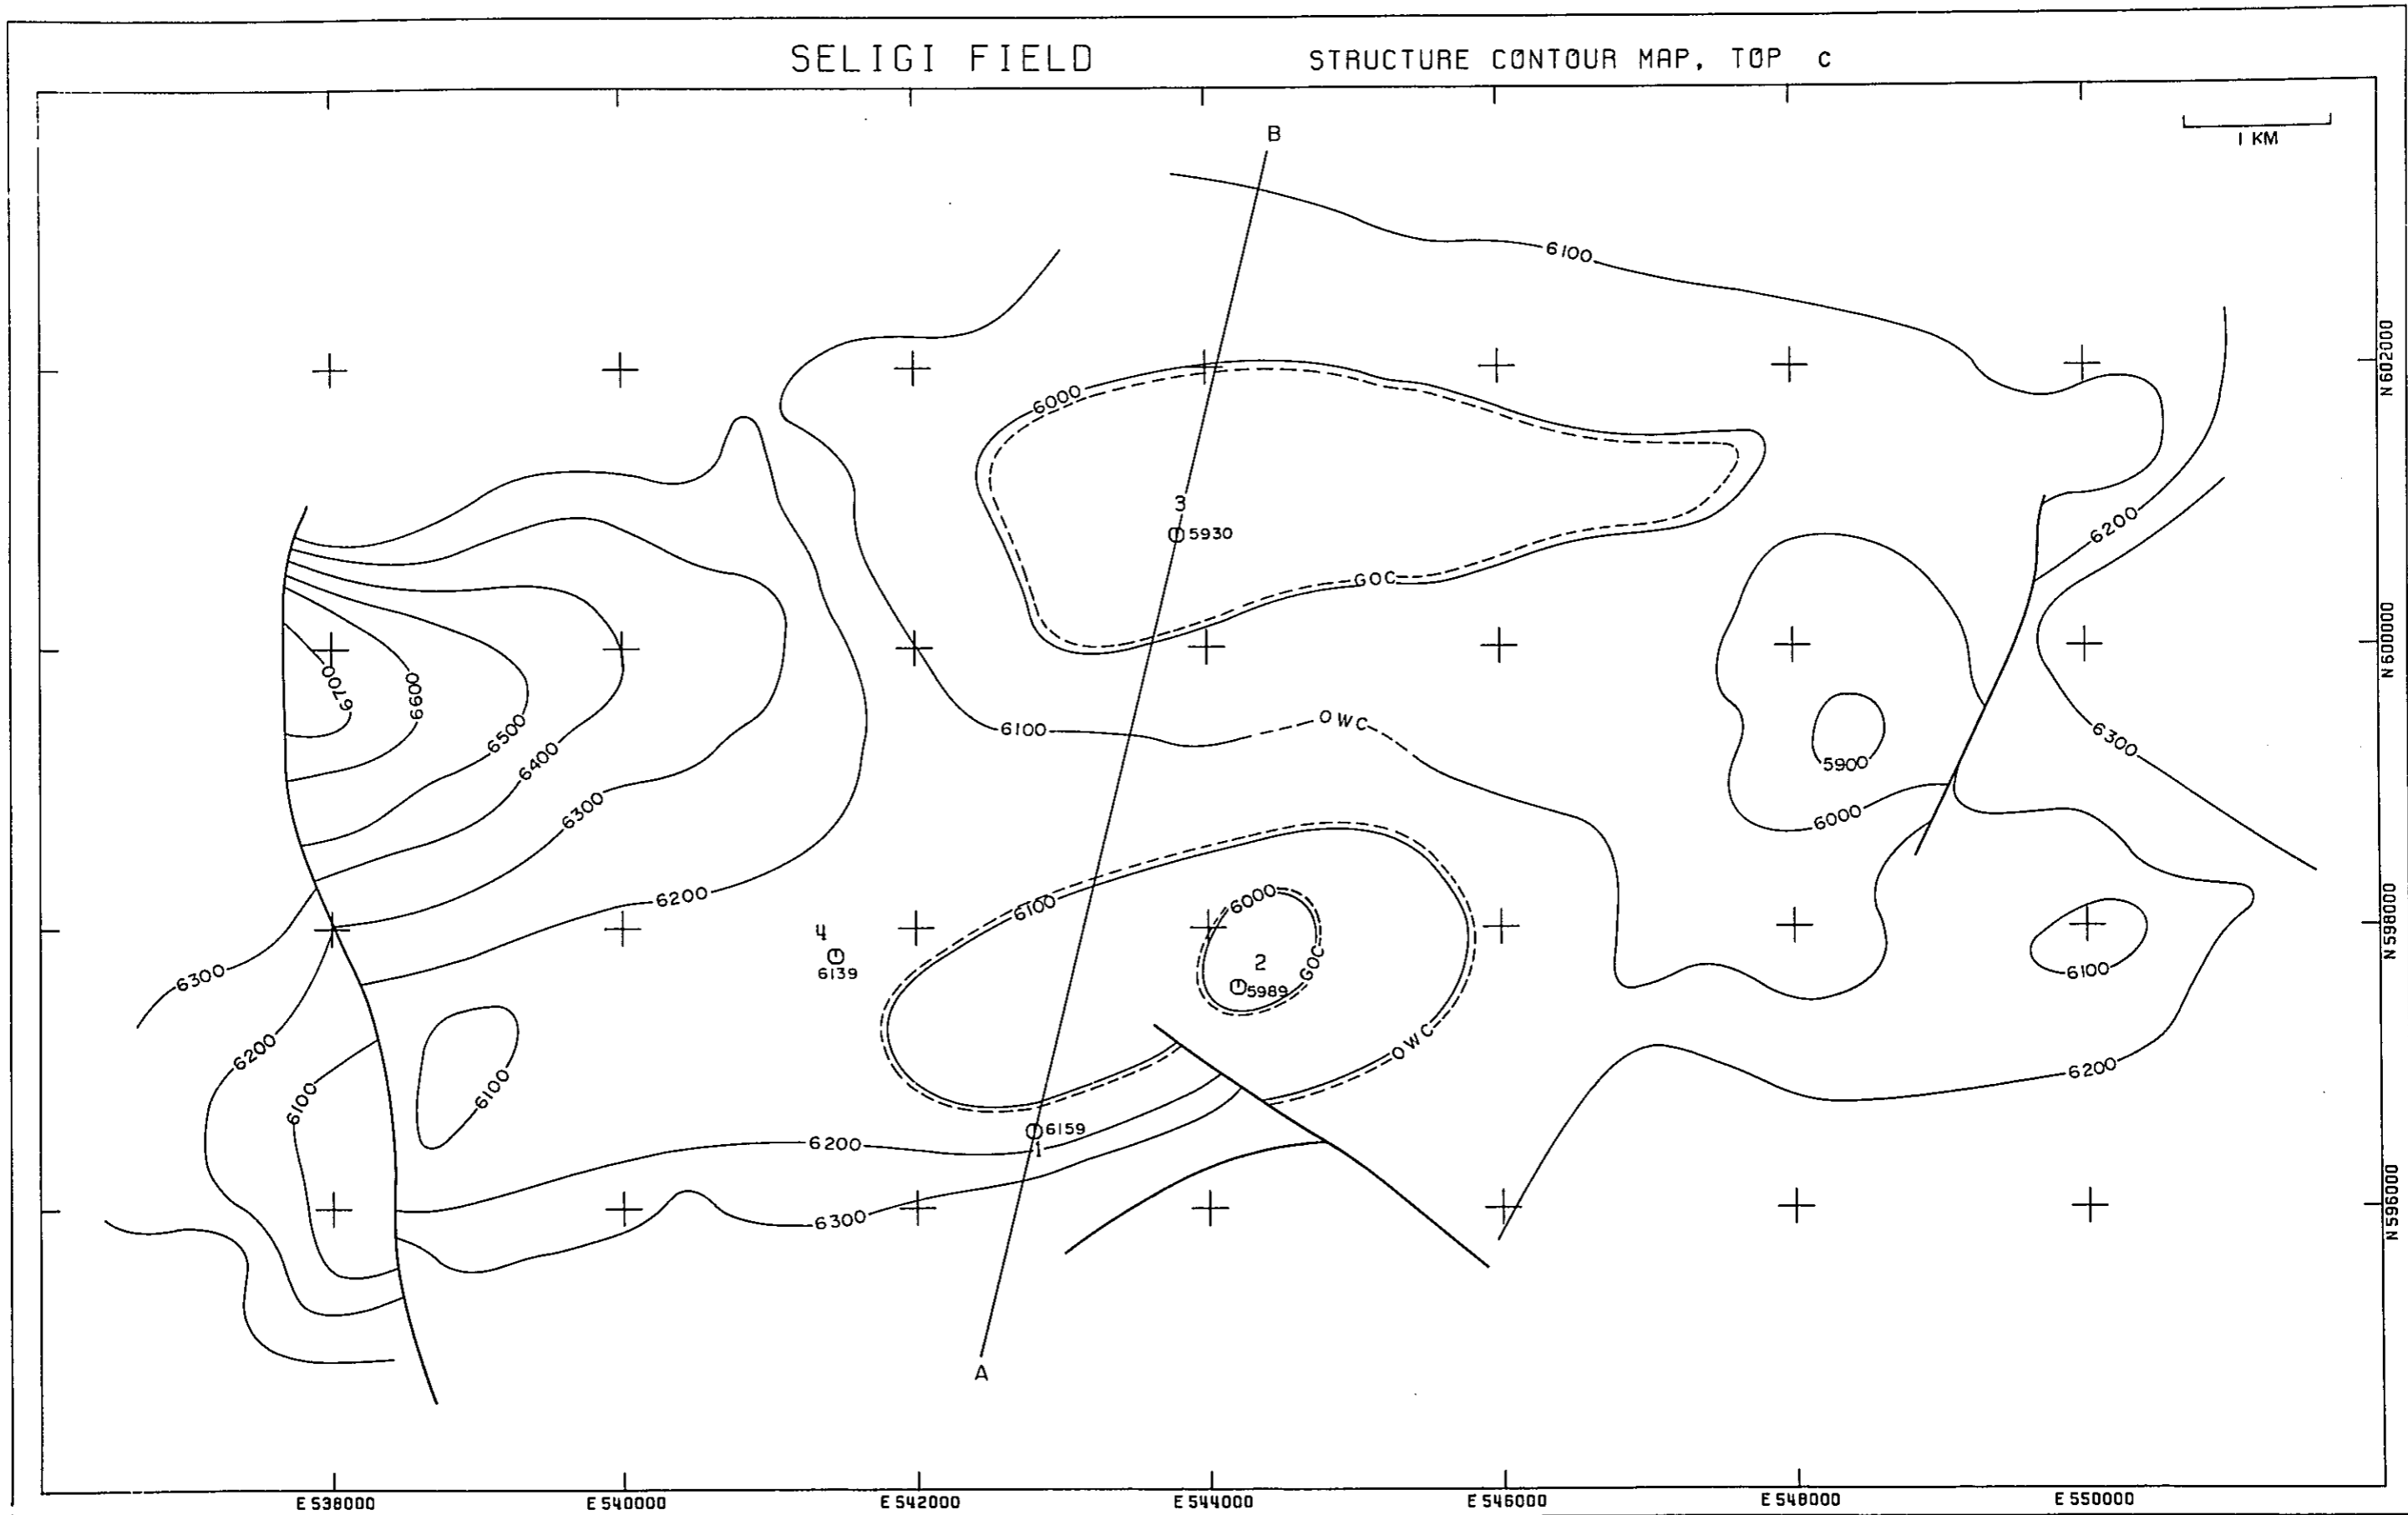 SELIGI FIELD
STRUCTURE CONTOUR MAP, TOP c
B
1 KM
6100
N 602000
6000
3
5930
6200
GOC
N 600000
6700
6600
6500
6400
6300
6100
OWC
6300
5900
6000
6200
6100
6000
4
6139
2
5989
GOC
N 598000
6100
6300
6200
6100
6100
OWC
6200
6159
1
6200
N 596000
6300
A
E 538000
E 540000
E 542000
E 544000
E 546000
E 548000
E 550000